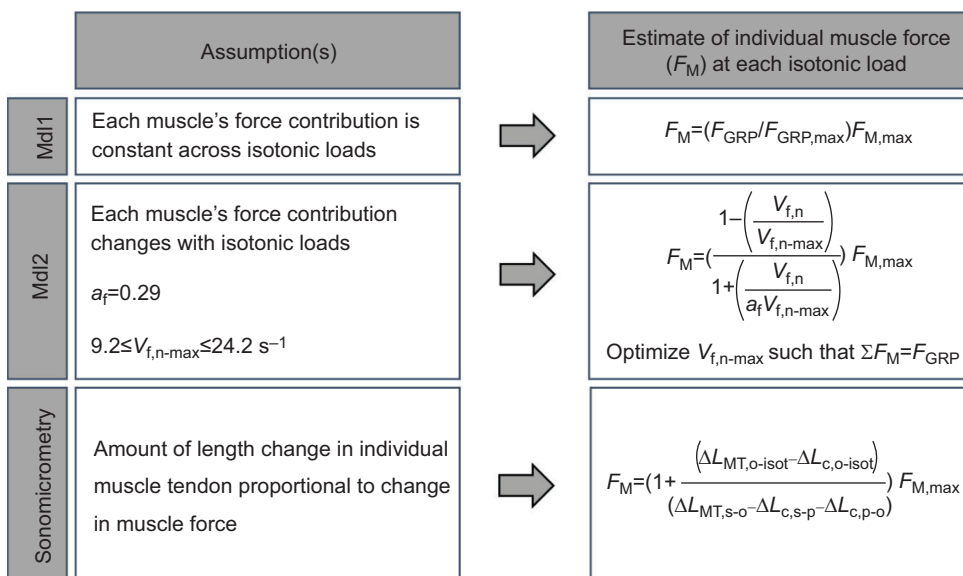 Assumption(s)
Estimate of individual muscle force
(F_M) at each isotonic load
Mdl1
Each muscle's force contribution is
constant across isotonic loads
F_M=(F_GRP/F_GRP,max)F_M,max
Mdl2
Each muscle's force contribution
changes with isotonic loads
a_f=0.29
9.2≤V_f,n-max≤24.2 s⁻¹
F_M=((1–(V_f,n/V_f,n-max))/(1+(V_f,n/a_fV_f,n-max))) F_M,max
Optimize V_f,n-max such that ΣF_M=F_GRP
Sonomicrometry
Amount of length change in individual
muscle tendon proportional to change
in muscle force
F_M=(1+(ΔL_MT,o-isot–ΔL_c,o-isot)/(ΔL_MT,s-o–ΔL_c,s-p–ΔL_c,p-o)) F_M,max